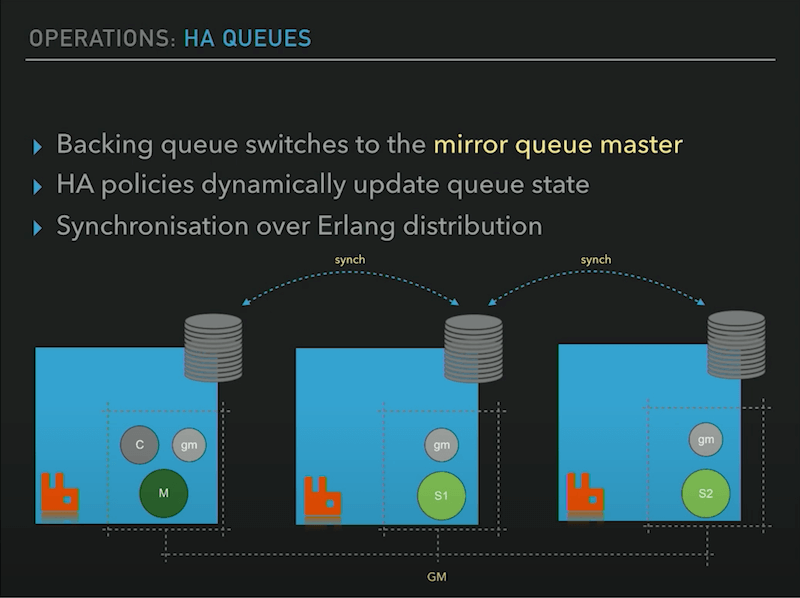 OPERATIONS: HA QUEUES
Backing queue switches to the mirror queue master
HA policies dynamically update queue state
Synchronisation over Erlang distribution
synch
synch
C
gm
M
gm
S1
gm
S2
GM